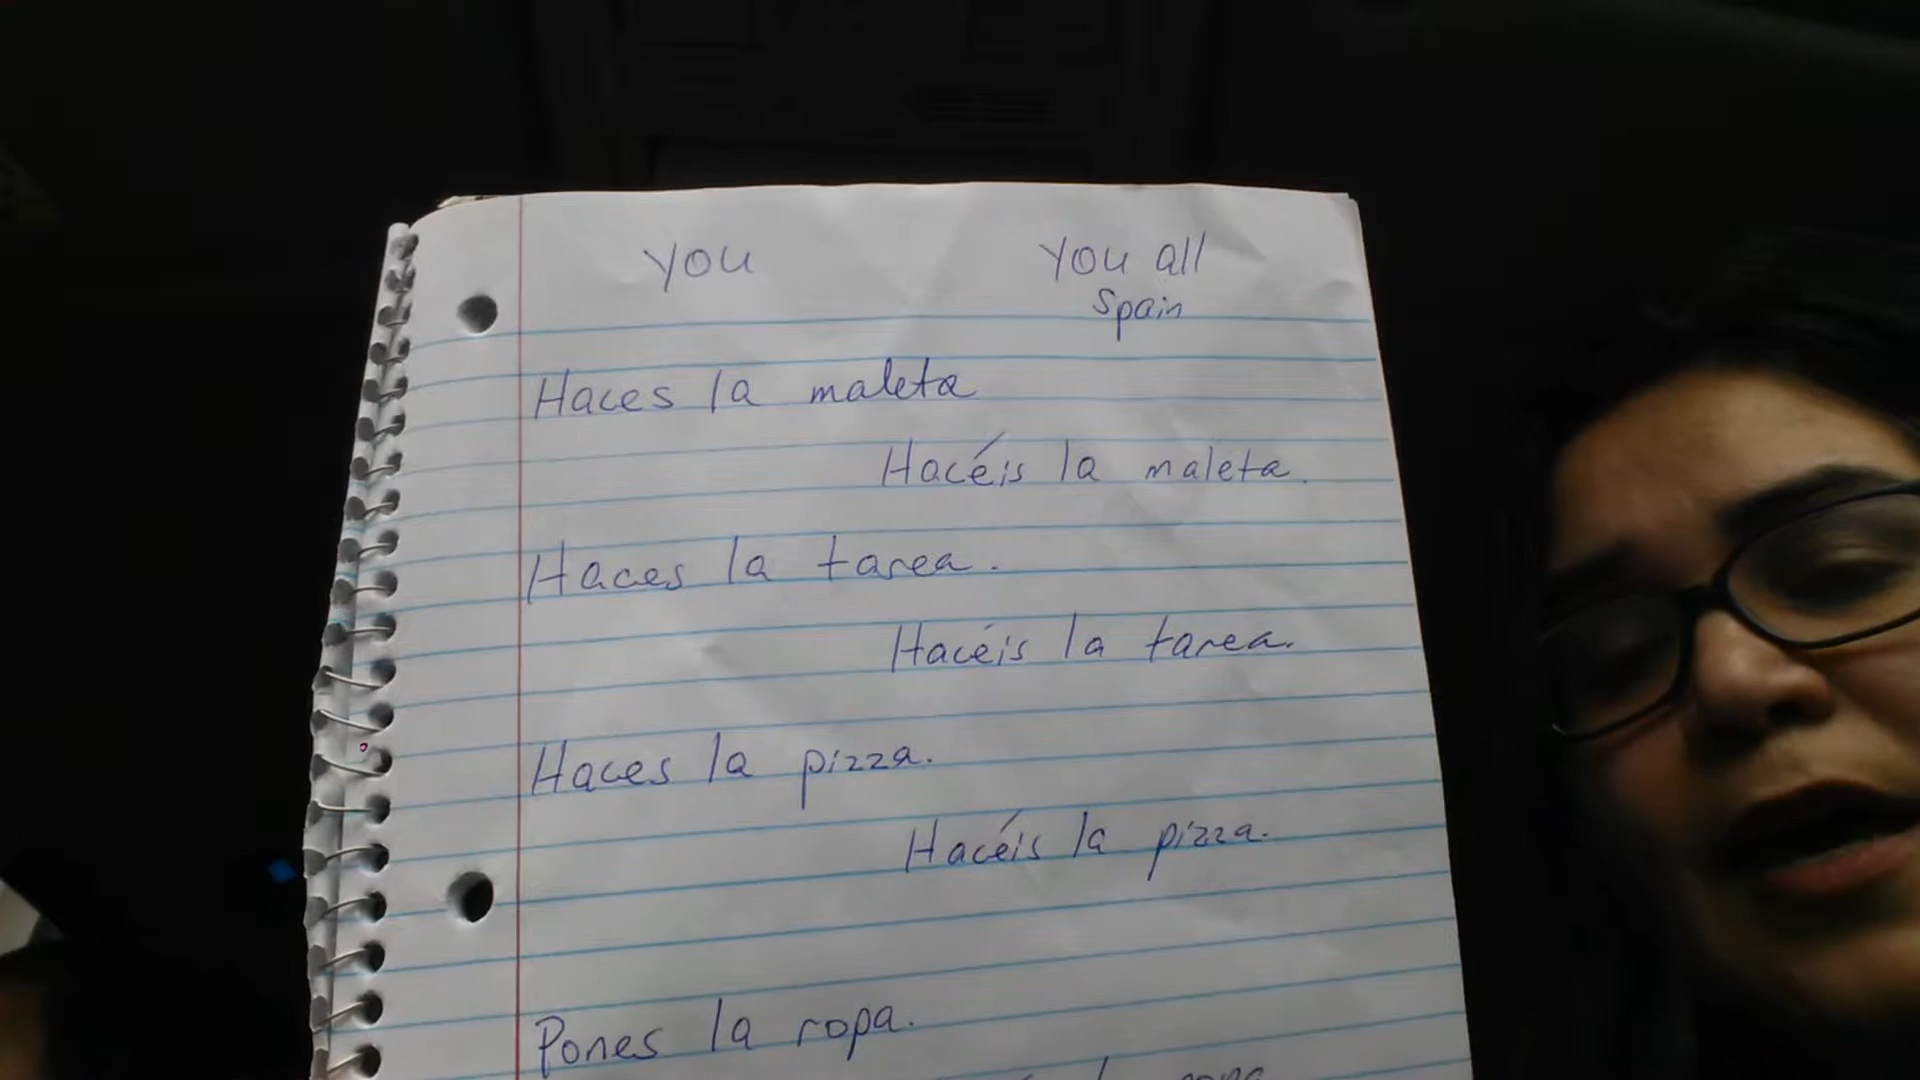 you you all
Spain
Haces la maleta
Hacéis la maleta.
Haces la tarea.
Hacéis la tarea.
Haces la pizza.
Hacéis la pizza.
Pones la ropa.